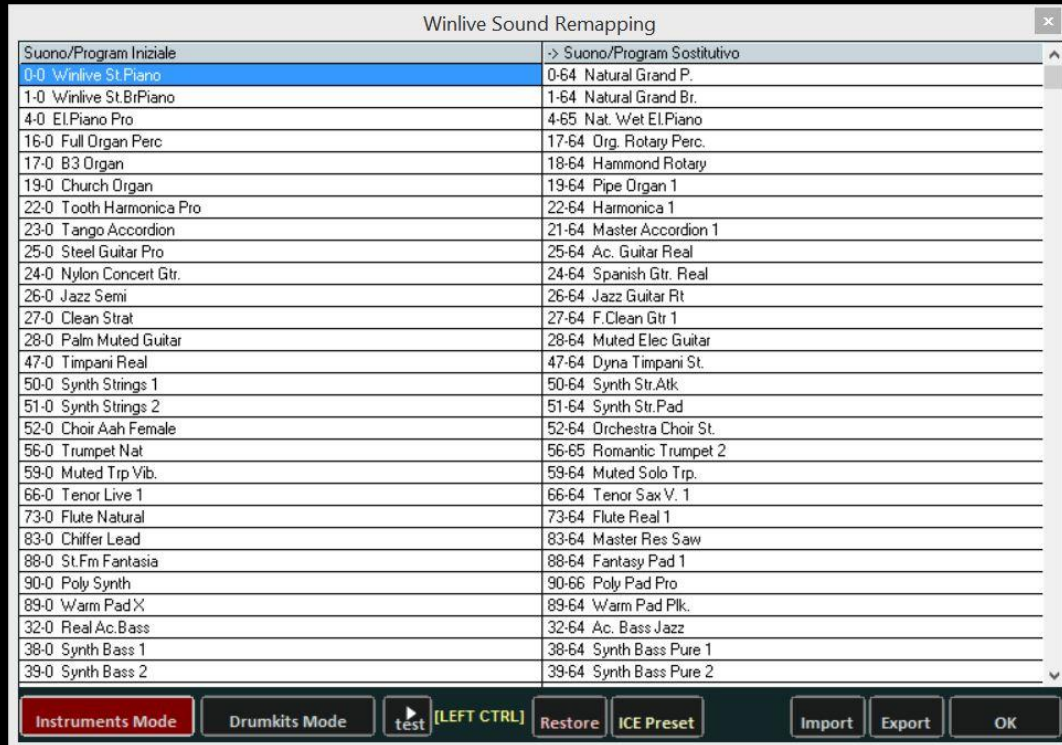 Winlive Sound Remapping
x
Suono/Program Iniziale -> Suono/Program Sostitutivo
0-0 Winlive St.Piano 0-64 Natural Grand P.
1-0 Winlive St.BrPiano 1-64 Natural Grand Br.
4-0 El.Piano Pro 4-65 Nat. Wet El.Piano
16-0 Full Organ Perc 17-64 Org. Rotary Perc.
17-0 B3 Organ 18-64 Hammond Rotary
19-0 Church Organ 19-64 Pipe Organ 1
22-0 Tooth Harmonica Pro 22-64 Harmonica 1
23-0 Tango Accordion 21-64 Master Accordion 1
25-0 Steel Guitar Pro 25-64 Ac. Guitar Real
24-0 Nylon Concert Gtr. 24-64 Spanish Gtr. Real
26-0 Jazz Semi 26-64 Jazz Guitar Rt
27-0 Clean Strat 27-64 F.Clean Gtr 1
28-0 Palm Muted Guitar 28-64 Muted Elec Guitar
47-0 Timpani Real 47-64 Dyna Timpani St.
50-0 Synth Strings 1 50-64 Synth Str.Atk
51-0 Synth Strings 2 51-64 Synth Str.Pad
52-0 Choir Aah Female 52-64 Orchestra Choir St.
56-0 Trumpet Nat 56-65 Romantic Trumpet 2
59-0 Muted Trp Vib. 59-64 Muted Solo Trp.
66-0 Tenor Live 1 66-64 Tenor Sax V. 1
73-0 Flute Natural 73-64 Flute Real 1
83-0 Chiffer Lead 83-64 Master Res Saw
88-0 St.Fm Fantasia 88-64 Fantasy Pad 1
90-0 Poly Synth 90-66 Poly Pad Pro
89-0 Warm Pad X 89-64 Warm Pad Plk.
32-0 Real Ac.Bass 32-64 Ac. Bass Jazz
38-0 Synth Bass 1 38-64 Synth Bass Pure 1
39-0 Synth Bass 2 39-64 Synth Bass Pure 2
Instruments Mode Drumkits Mode test [LEFT CTRL] Restore ICE Preset Import Export OK